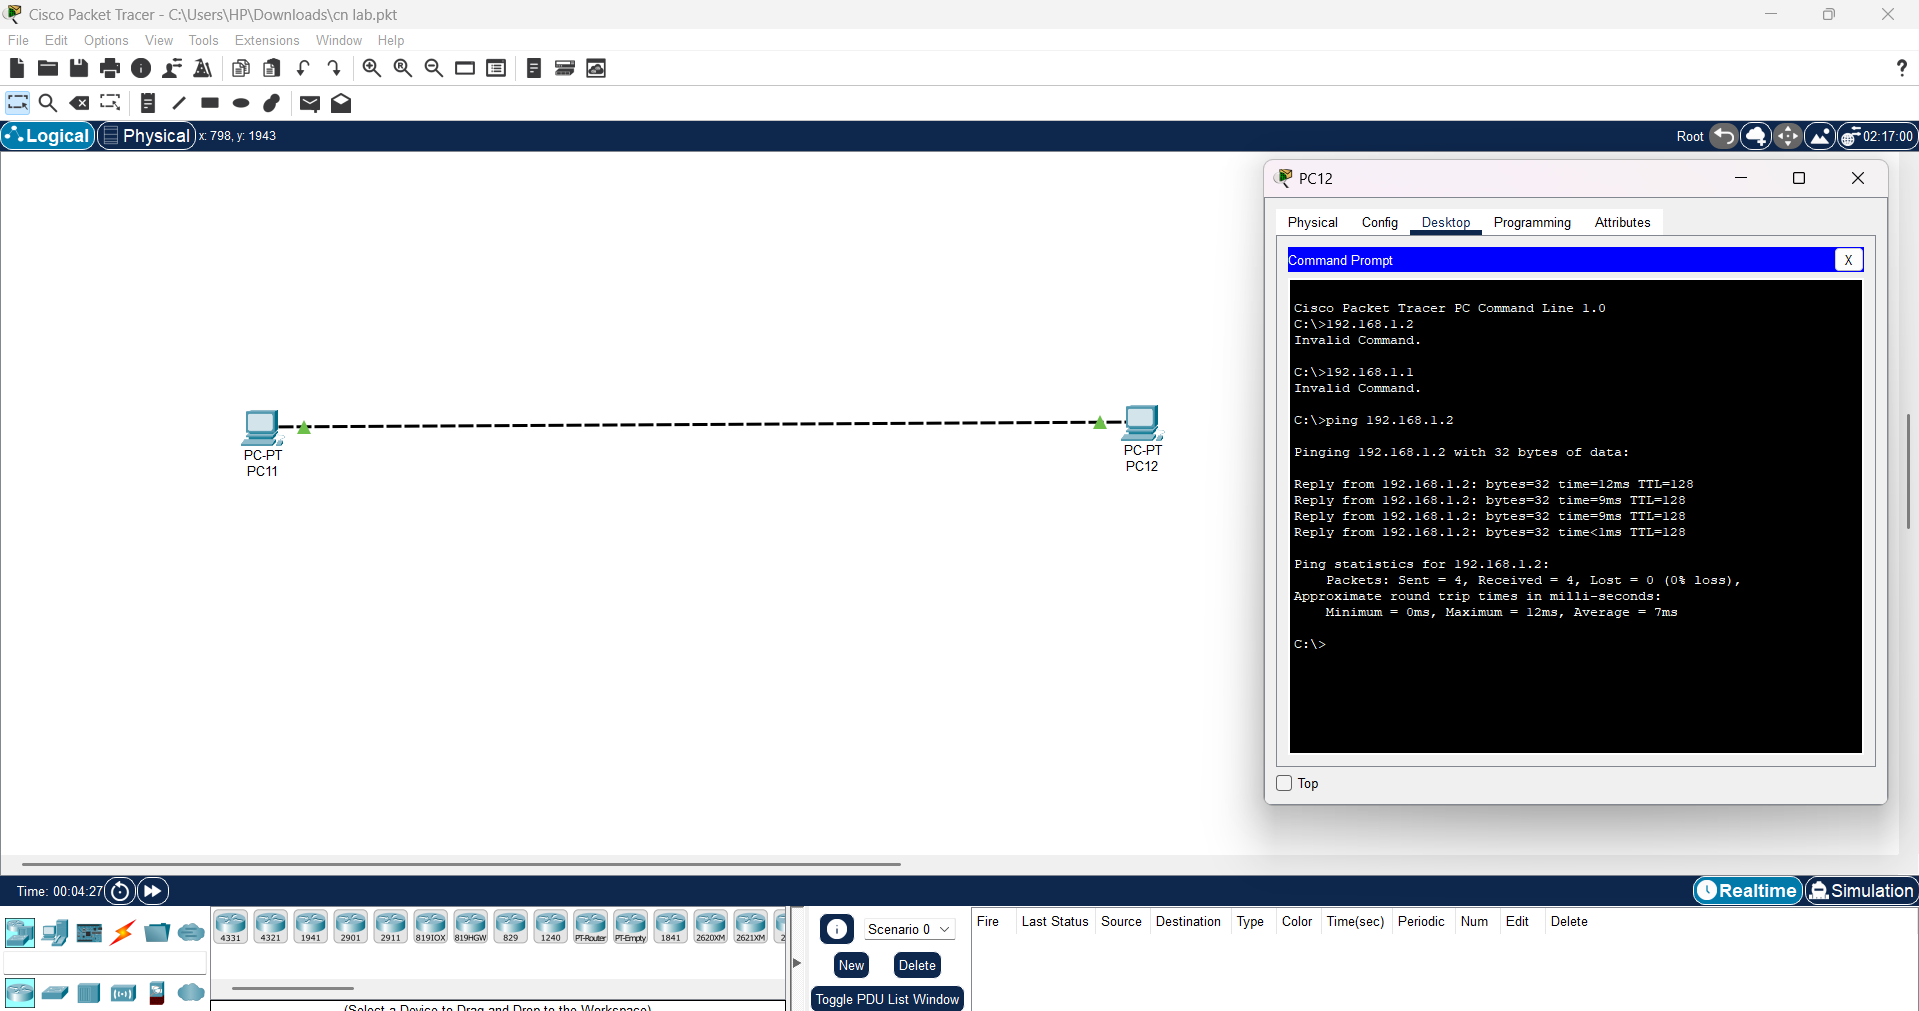 Cisco Packet Tracer - C:\Users\HP\Downloads\cn lab.pkt
File Edit Options View Tools Extensions Window Help
?
Logical Physical x: 798, y: 1943 Root 02:17:00
PC12
Physical Config Desktop Programming Attributes
Command Prompt X
Cisco Packet Tracer PC Command Line 1.0
C:\>192.168.1.2
Invalid Command.
C:\>192.168.1.1
Invalid Command.
C:\>ping 192.168.1.2
Pinging 192.168.1.2 with 32 bytes of data:
Reply from 192.168.1.2: bytes=32 time=12ms TTL=128
Reply from 192.168.1.2: bytes=32 time=9ms TTL=128
Reply from 192.168.1.2: bytes=32 time=9ms TTL=128
Reply from 192.168.1.2: bytes=32 time<1ms TTL=128
Ping statistics for 192.168.1.2:
Packets: Sent = 4, Received = 4, Lost = 0 (0% loss),
Approximate round trip times in milli-seconds:
Minimum = 0ms, Maximum = 12ms, Average = 7ms
C:\>
Top
PC-PT
PC11
PC-PT
PC12
Time: 00:04:27 Realtime Simulation
4331 4321 1941 2901 2911 819IOX 819HGW 829 1240 PT-Router PT-Empty 1841 2620XM 2621XM 2
(Select a Device to Drag and Drop to the Workspace)
Scenario 0
New Delete
Toggle PDU List Window
Fire Last Status Source Destination Type Color Time(sec) Periodic Num Edit Delete